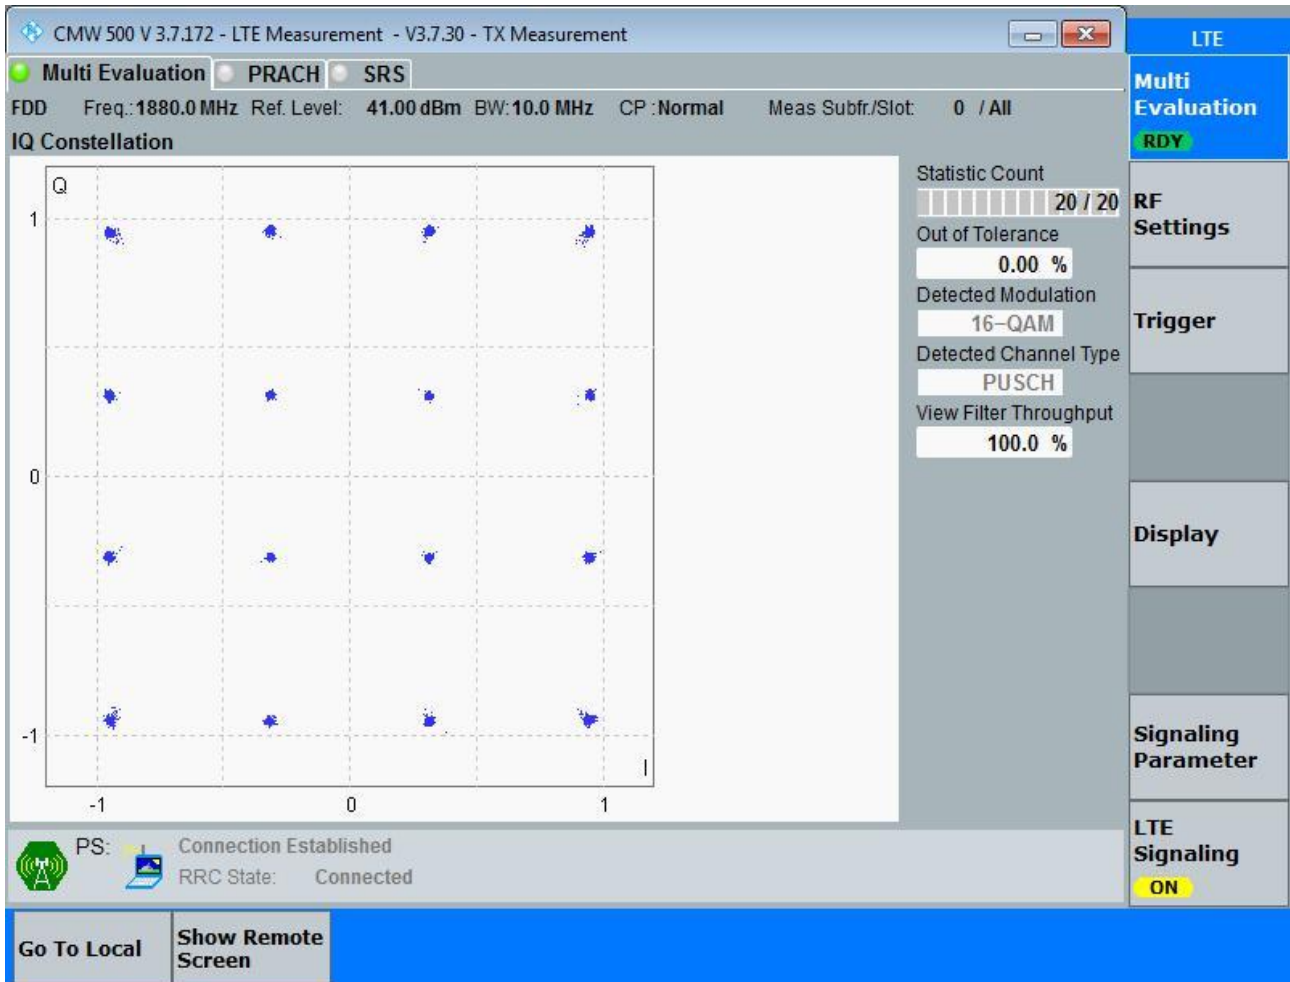 CMW 500 V 3.7.172 - LTE Measurement - V3.7.30 - TX Measurement
LTE
Multi Evaluation PRACH SRS
FDD Freq.:1880.0 MHz Ref. Level: 41.00 dBm BW:10.0 MHz CP :Normal Meas Subfr./Slot: 0 / All
IQ Constellation
Q
1
0
-1
I
-1 0 1
Statistic Count
20 / 20
Out of Tolerance
0.00 %
Detected Modulation
16-QAM
Detected Channel Type
PUSCH
View Filter Throughput
100.0 %
Multi
Evaluation
RDY
RF
Settings
Trigger
Display
Signaling
Parameter
LTE
Signaling
ON
PS: Connection Established
RRC State: Connected
Go To Local
Show Remote
Screen